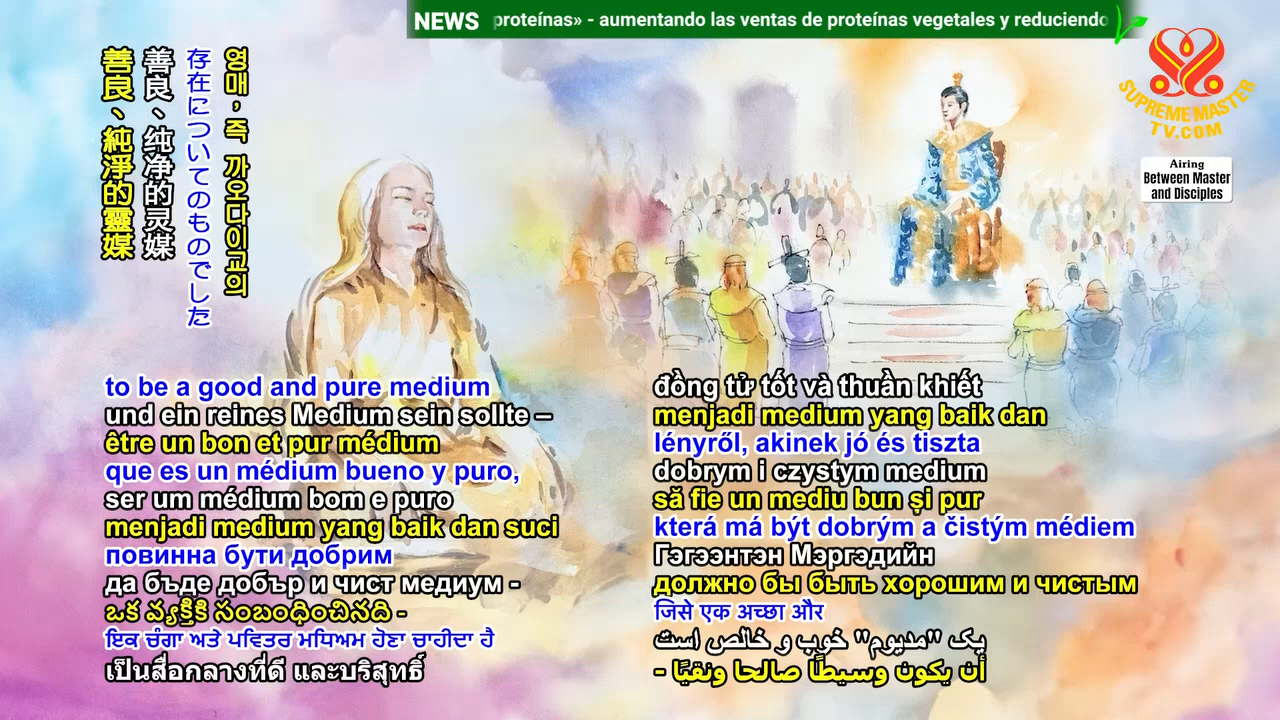 NEWS proteínas» - aumentando las ventas de proteínas vegetales y reduciendo
SUPREME MASTER
TV.COM
Airing
Between Master
and Disciples
영매, 즉 까오다이교의
存在についてのものでした
善良、纯净的灵媒
善良、純淨的靈媒
to be a good and pure medium
und ein reines Medium sein sollte –
être un bon et pur médium
que es un médium bueno y puro,
ser um médium bom e puro
menjadi medium yang baik dan suci
повинна бути добрим
да бъде добър и чист медиум -
ఒక వ్యక్తికి సంబంధించినది -
ਇਕ ਚੰਗਾ ਅਤੇ ਪਵਿਤਰ ਮਧਿਅਮ ਹੋਣਾ ਚਾਹੀਦਾ ਹੈ
เป็นสื่อกลางที่ดี และบริสุทธิ์
đồng tử tốt và thuần khiết
menjadi medium yang baik dan
lényről, akinek jó és tiszta
dobrym i czystym medium
să fie un mediu bun și pur
která má být dobrým a čistým médiem
Гэгээнтэн Мэргэдийн
должно бы быть хорошим и чистым
जिसे एक अच्छा और
یک "مدیوم" خوب و خالص است
أن يكون وسيطًا صالحا ونقيًا -